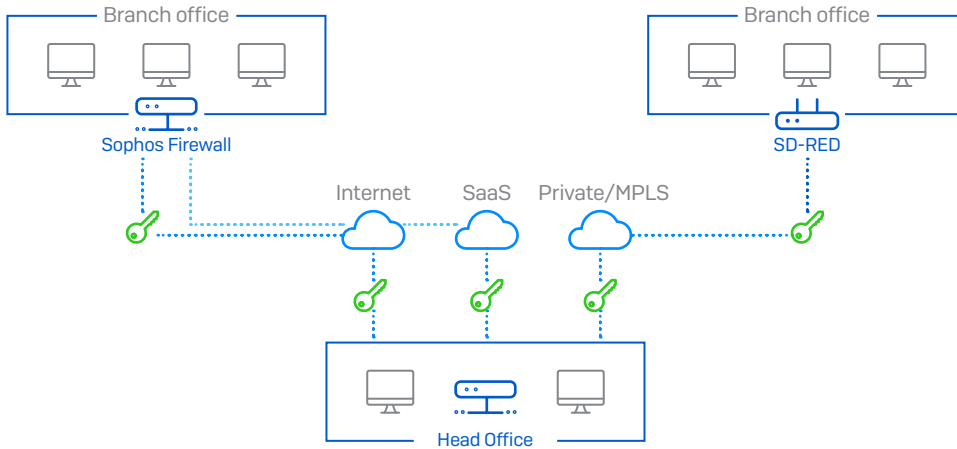 Branch office
Branch office
Sophos Firewall
SD-RED
Internet
SaaS
Private/MPLS
Head Office